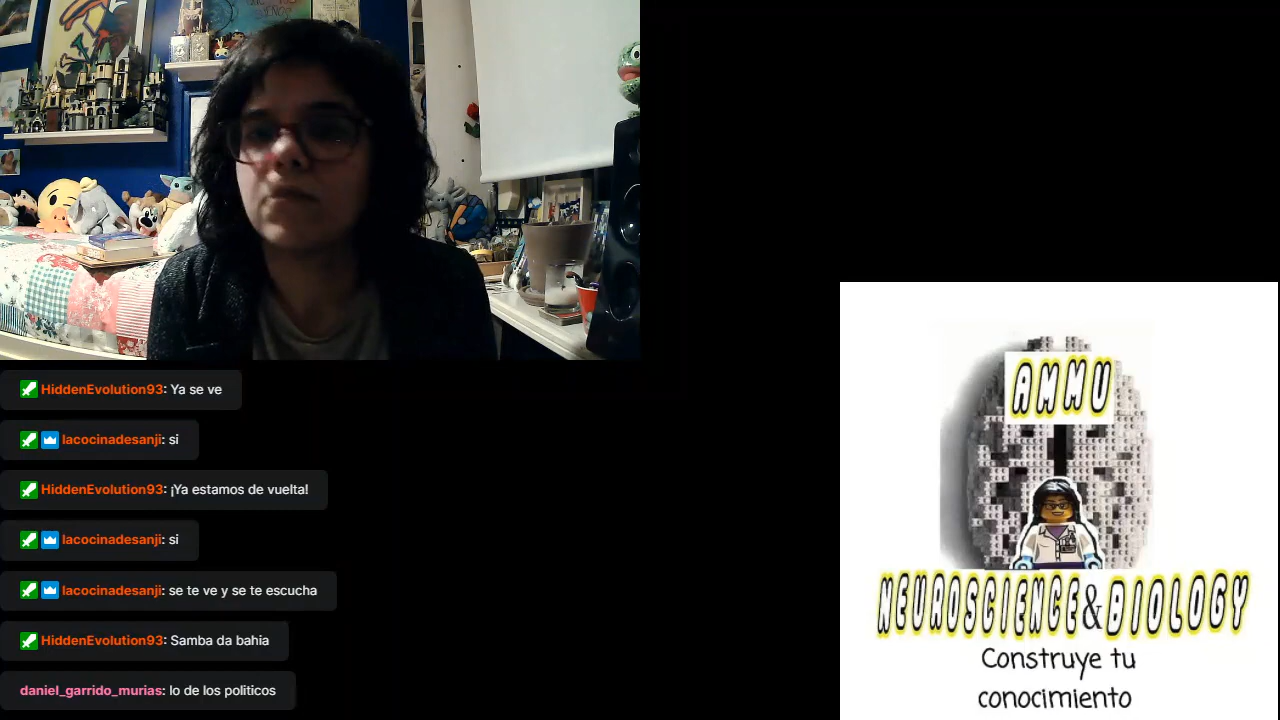 HiddenEvolution93: Ya se ve
lacocinadesanji: si
HiddenEvolution93: ¡Ya estamos de vuelta!
lacocinadesanji: si
lacocinadesanji: se te ve y se te escucha
HiddenEvolution93: Samba da bahia
daniel_garrido_murias: lo de los politicos
AMMU
NEUROSCIENCE&BIOLOGY
Construye tu
conocimiento